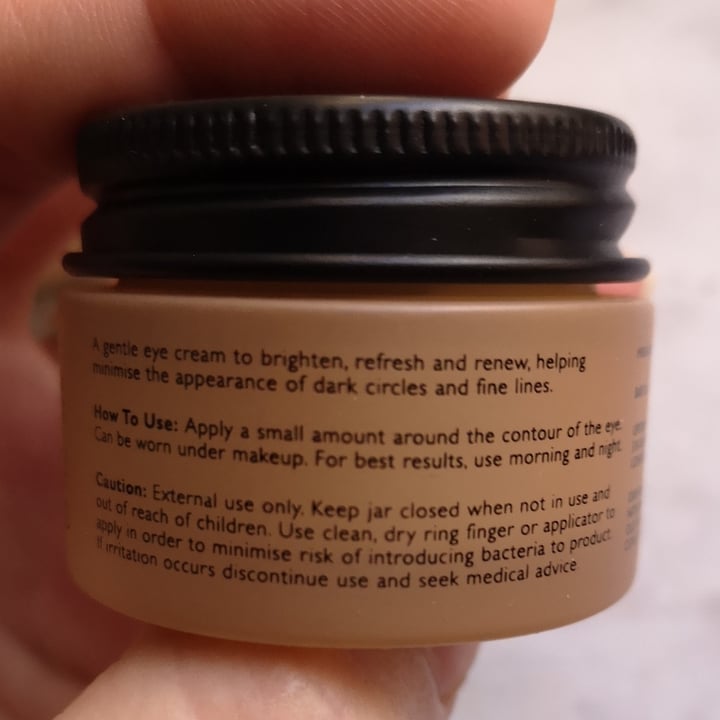 A gentle eye cream to brighten, refresh and renew, helping
minimise the appearance of dark circles and fine lines.
How To Use: Apply a small amount around the contour of the eye.
Can be worn under makeup. For best results, use morning and night.
Caution: External use only. Keep jar closed when not in use and
out of reach of children. Use clean, dry ring finger or applicator to
apply in order to minimise risk of introducing bacteria to product.
If irritation occurs discontinue use and seek medical advice